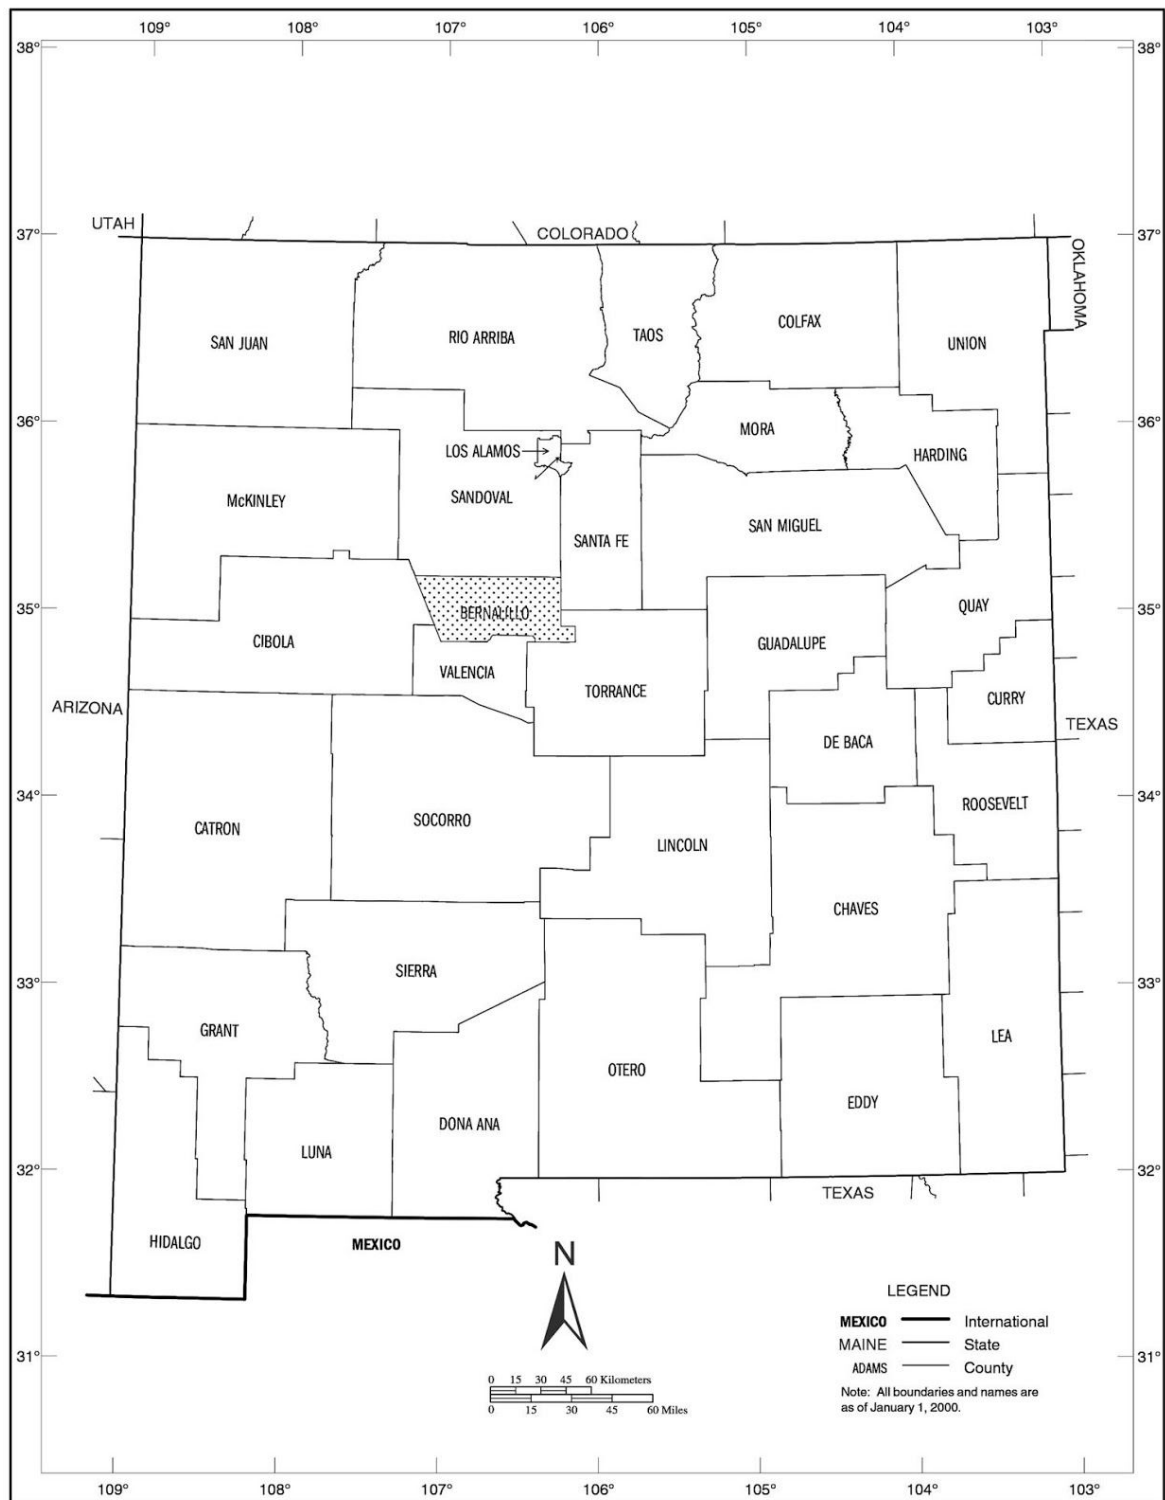 109° 108° 107° 106° 105° 104° 103°
38° 38°
UTAH
COLORADO
37° 37°
OKLAHOMA
SAN JUAN
RIO ARRIBA
TAOS
COLFAX
UNION
36° 36°
LOS ALAMOS
MORA
HARDING
McKINLEY
SANDOVAL
SANTA FE
SAN MIGUEL
35° 35°
BERNALILLO
QUAY
CIBOLA
VALENCIA
GUADALUPE
TORRANCE
CURRY
ARIZONA
TEXAS
DE BACA
34° 34°
CATRON
SOCORRO
LINCOLN
ROOSEVELT
CHAVES
33° 33°
SIERRA
GRANT
LEA
OTERO
EDDY
DONA ANA
LUNA
32° 32°
TEXAS
HIDALGO
MEXICO
N
LEGEND
MEXICO International
MAINE State
ADAMS County
Note: All boundaries and names are
as of January 1, 2000.
31° 31°
0 15 30 45 60 Kilometers
0 15 30 45 60 Miles
109° 108° 107° 106° 105° 104° 103°